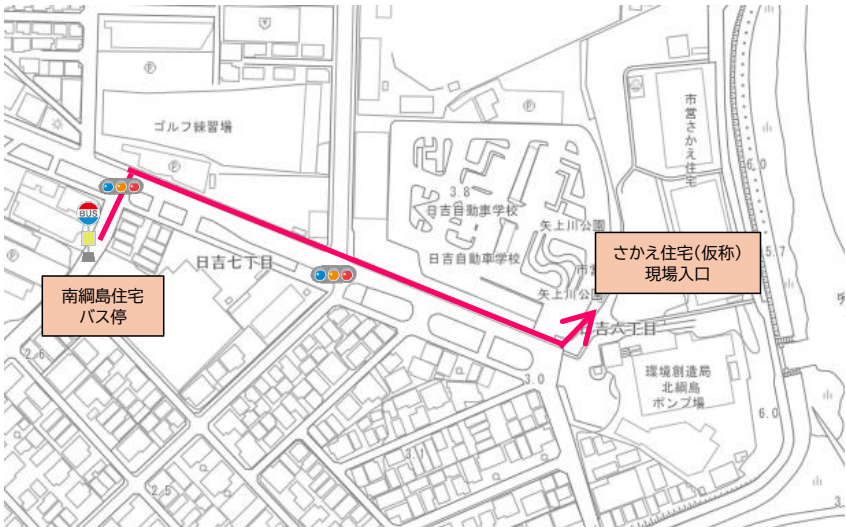 ゴルフ練習場
市営さかえ住宅
6.0
3.8
日吉自動車学校
矢上川公園
日吉自動車学校
矢上川公園
BUS
日吉七丁目
さかえ住宅(仮称)
現場入口
5.7
南綱島住宅
バス停
2.6
吉六丁目
3.0
環境創造局
北綱島
ポンプ場
6.0
3.1
2.5
P
P
P
P